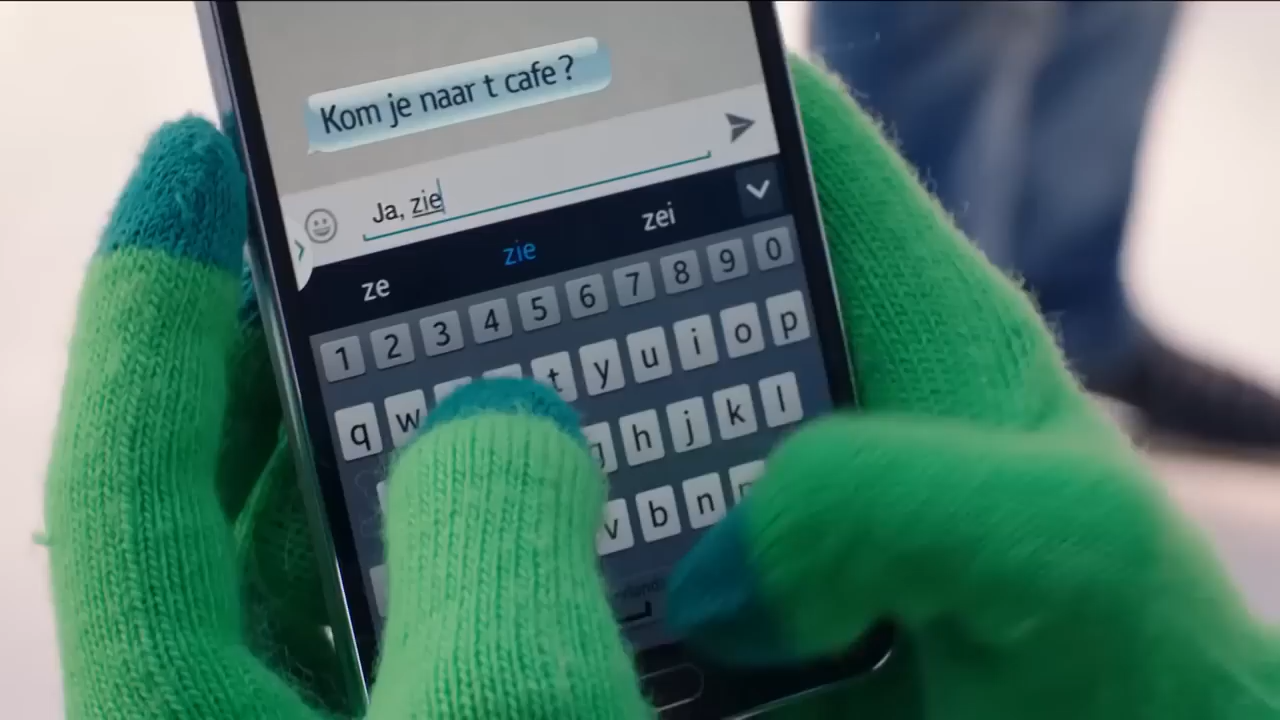 Kom je naar t cafe?
Ja, zie
ze zie zei
1 2 3 4 5 6 7 8 9 0
q w t y u i o p
g h j k l
v b n